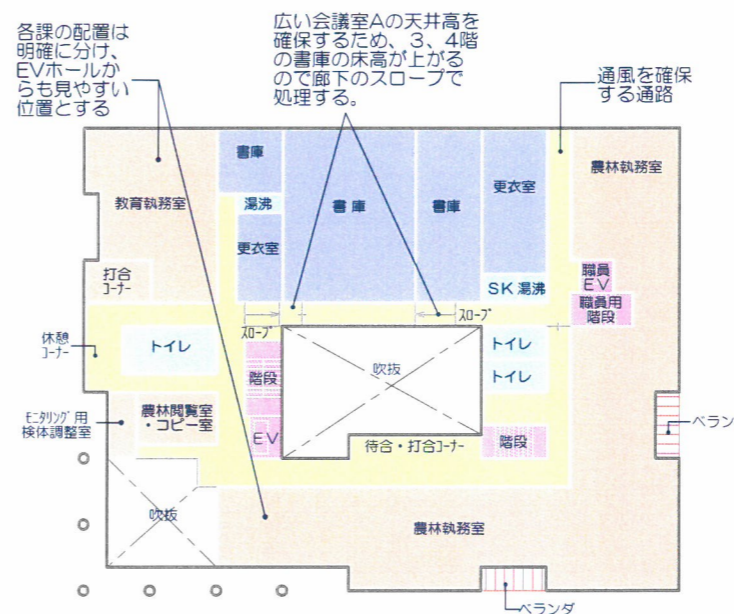 各課の配置は
明確に分け、
EVホールか
らも見やすい
位置とする
広い会議室Aの天井高を
確保するため、3、4階
の書庫の床高が上がる
ので廊下のスロープで
処理する。
通風を確保
する通路
書庫
湯沸
更衣室
書 庫
書庫
更衣室
SK 湯沸
農林執務室
教育執務室
打合
コーナー
職員
EV
職員用
階段
スロープ
スロープ
休憩
コーナー
トイレ
階段
吹抜
トイレ
トイレ
モニタリング用
検体調整室
農林閲覧室
・コピー室
EV
待合・打合コーナー
階段
ベラン
吹抜
農林執務室
ベランダ